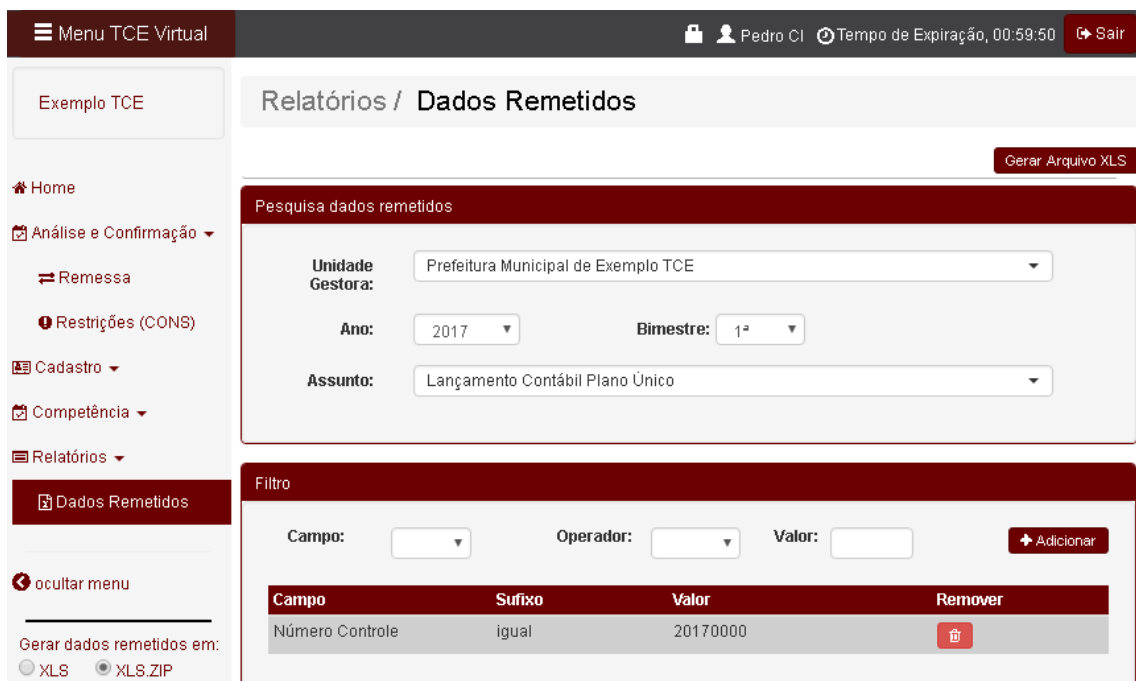 Menu TCE Virtual
Pedro CI Tempo de Expiração, 00:59:50 Sair
Exemplo TCE
Relatórios / Dados Remetidos
Gerar Arquivo XLS
Home
Análise e Confirmação
Remessa
Restrições (CONS)
Cadastro
Competência
Relatórios
Dados Remetidos
ocultar menu
Gerar dados remetidos em:
XLS XLS.ZIP
Pesquisa dados remetidos
Unidade
Gestora:
Prefeitura Municipal de Exemplo TCE
Ano: 2017 Bimestre: 1ª
Assunto: Lançamento Contábil Plano Único
Filtro
Campo: Operador: Valor: Adicionar
Campo Sufixo Valor Remover
Número Controle igual 20170000